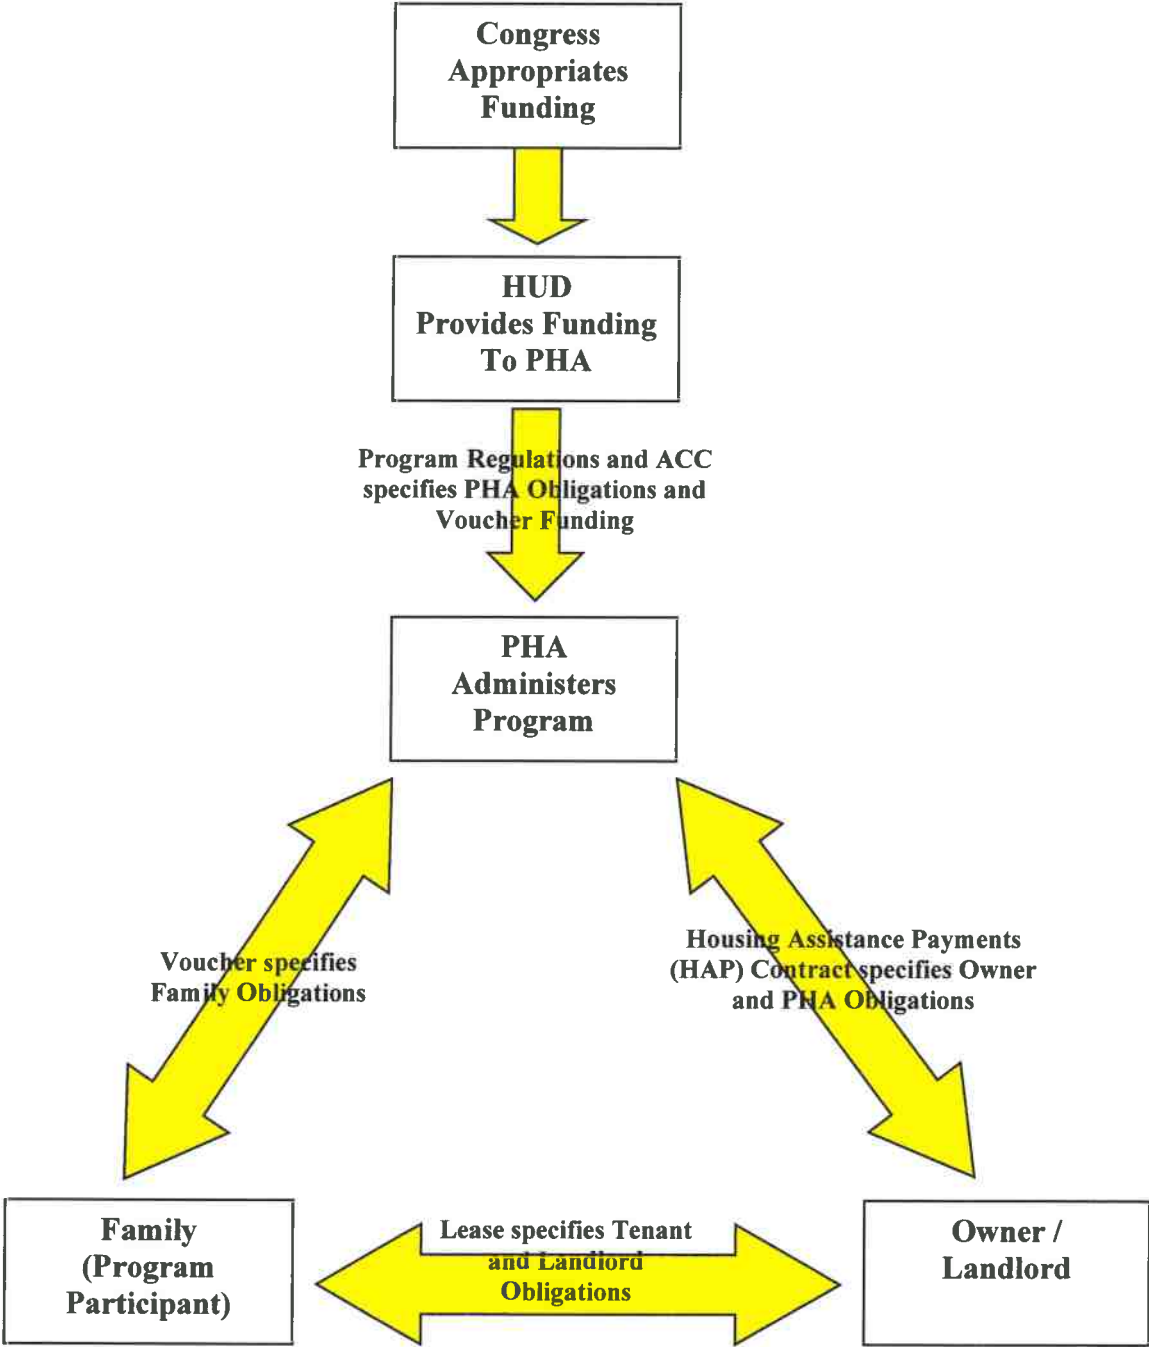 Congress
Appropriates
Funding
HUD
Provides Funding
To PHA
Program Regulations and ACC
specifies PHA Obligations and
Voucher Funding
PHA
Administers
Program
Voucher specifies
Family Obligations
Housing Assistance Payments
(HAP) Contract specifies Owner
and PHA Obligations
Family
(Program
Participant)
Lease specifies Tenant
and Landlord
Obligations
Owner /
Landlord